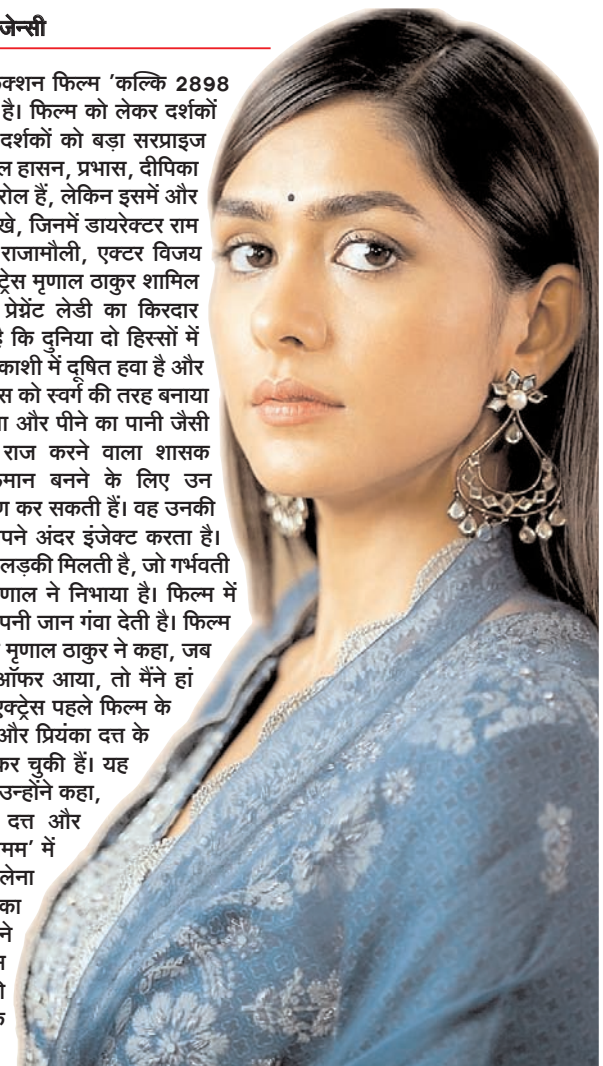 जेन्सी
क्शन फिल्म 'कल्कि 2898
है। फिल्म को लेकर दर्शकों
दर्शकों को बड़ा सरप्राइज
ल हासन, प्रभास, दीपिका
रोल हैं, लेकिन इसमें और
खे, जिनमें डायरेक्टर राम
राजामौली, एक्टर विजय
ट्रेस मृणाल ठाकुर शामिल
प्रेग्नेंट लेडी का किरदार
है कि दुनिया दो हिस्सों में
काशी में दूषित हवा है और
स को स्वर्ग की तरह बनाया
ा और पीने का पानी जैसी
राज करने वाला शासक
मान बनने के लिए उन
ण कर सकती हैं। वह उनकी
पने अंदर इंजेक्ट करता है।
लड़की मिलती है, जो गर्भवती
णाल ने निभाया है। फिल्म में
पनी जान गंवा देती है। फिल्म
मृणाल ठाकुर ने कहा, जब
ऑफर आया, तो मैंने हां
एक्ट्रेस पहले फिल्म के
और प्रियंका दत्त के
कर चुकी हैं। यह
उन्होंने कहा,
दत्त और
मम' में
लेना
का
ने